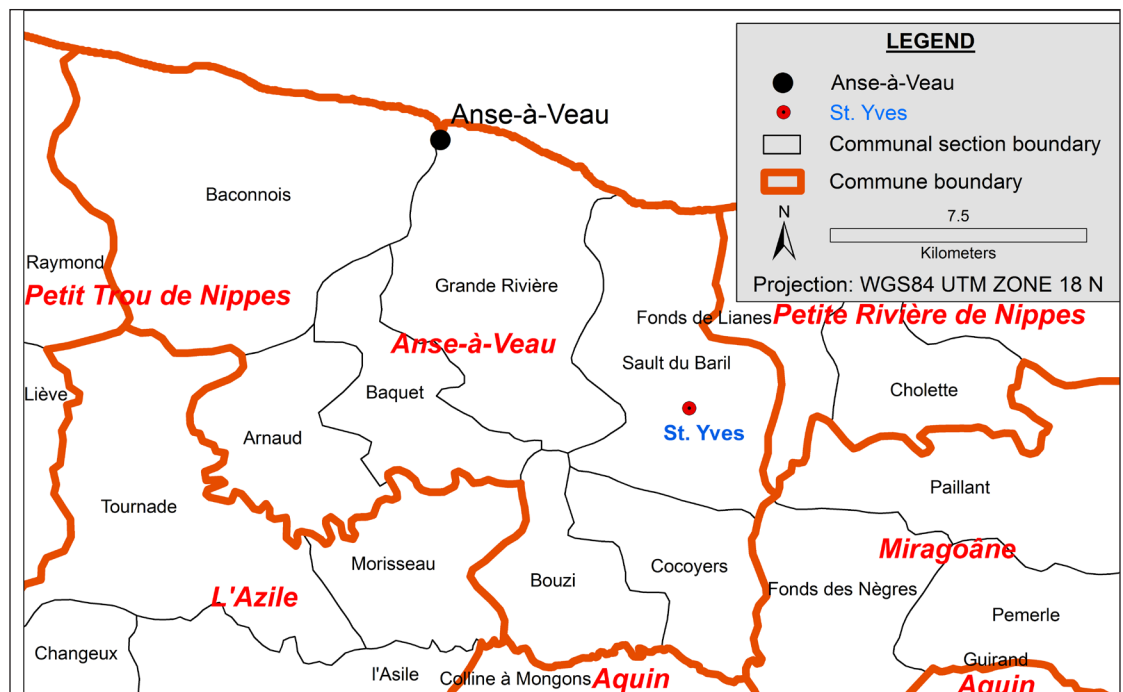 LEGEND
Anse-à-Veau
St. Yves
Communal section boundary
Commune boundary
N
7.5
Kilometers
Projection: WGS84 UTM ZONE 18 N
Anse-à-Veau
Baconnois
Raymond
Petit Trou de Nippes
Grande Rivière
Fonds de Lianes
Petite Rivière de Nippes
Anse-à-Veau
Sault du Baril
Liève
Baquet
Cholette
Arnaud
St. Yves
Tournade
Paillant
Morisseau
Miragoâne
Bouzi
Cocoyers
Fonds des Nègres
L'Azile
Pemerle
Changeux
Guirand
l'Asile
Colline à Mongons
Aquin
Aquin